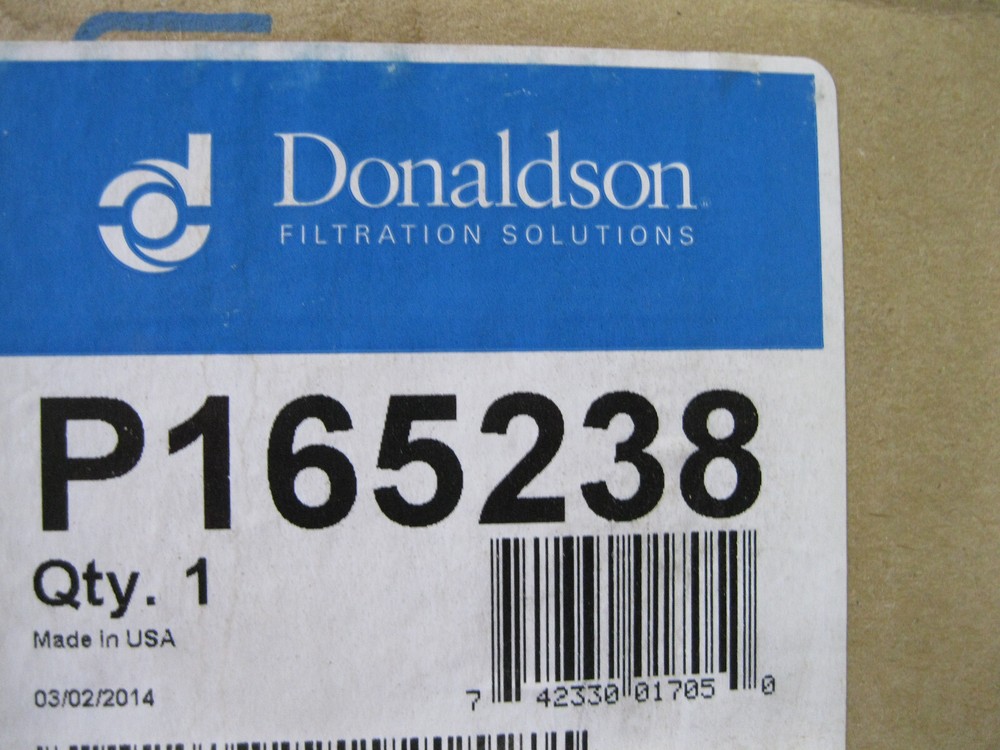 Donaldson
FILTRATION SOLUTIONS
P165238
Qty. 1
Made in USA
03/02/2014
7 42330 01705 0